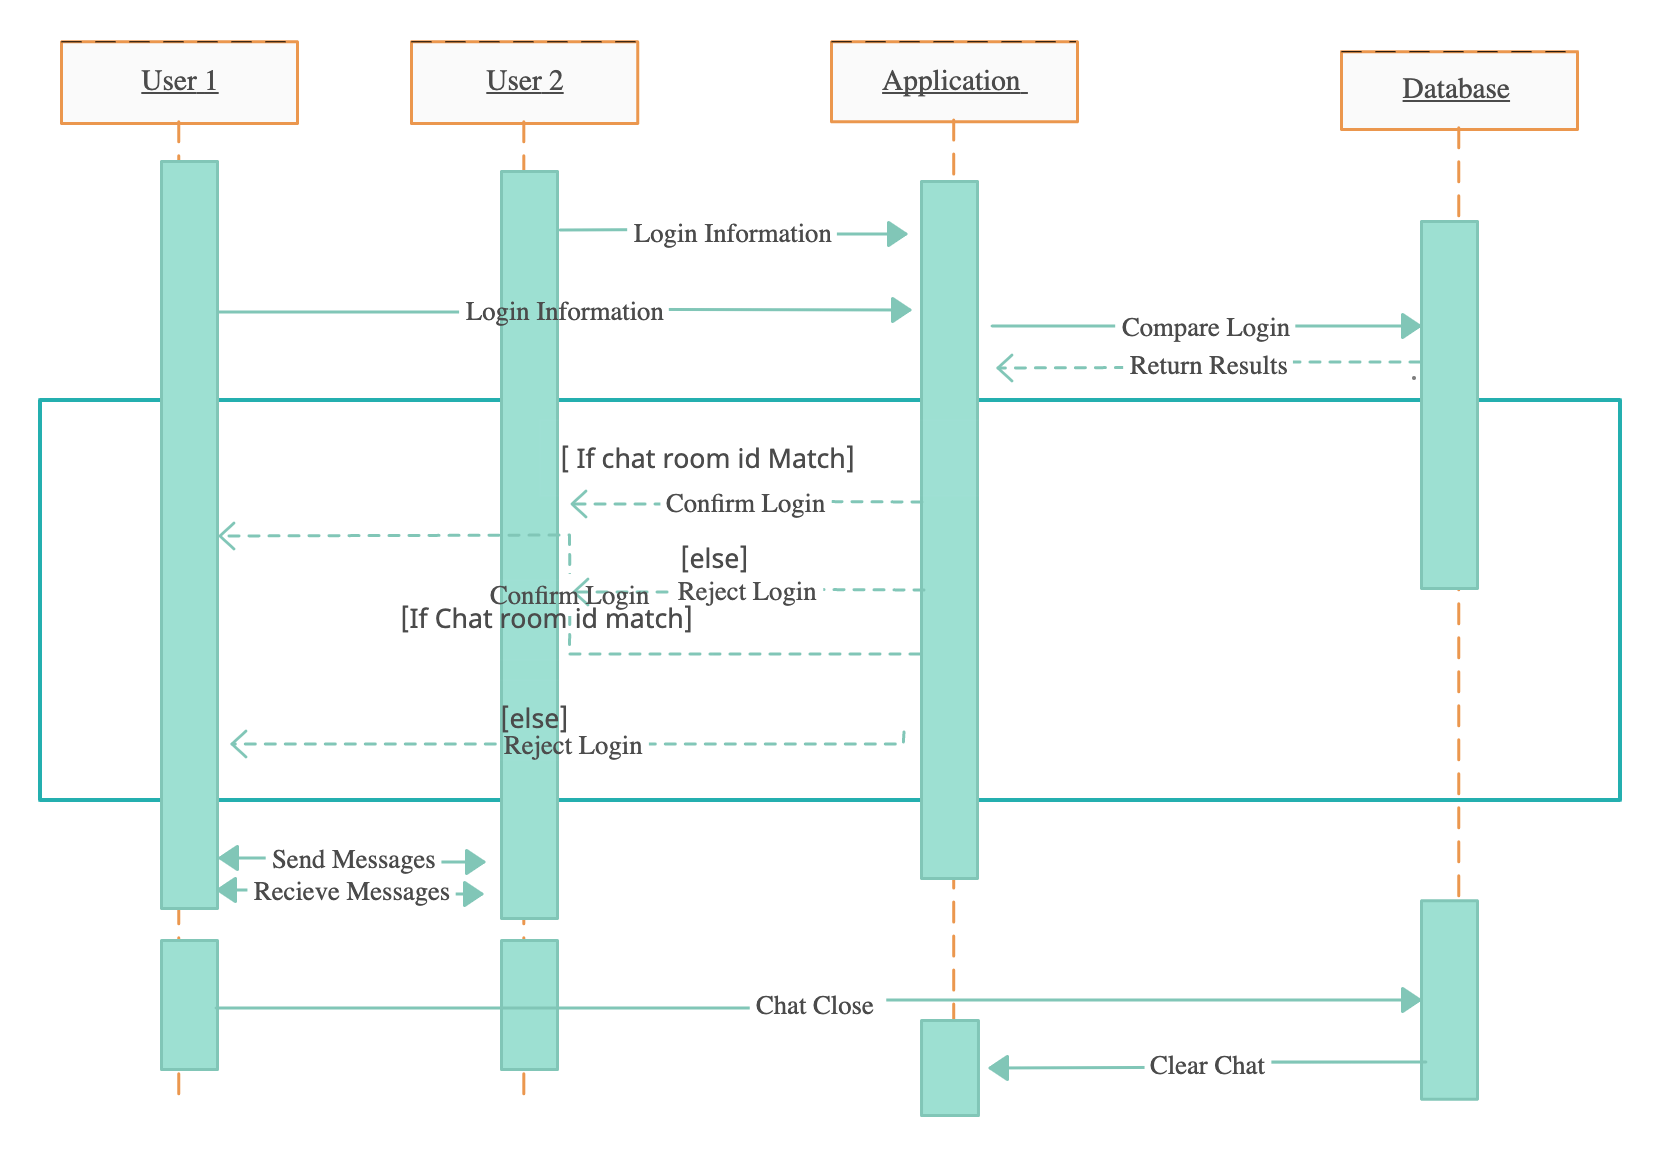 User 1
User 2
Application
Database
Login Information
Login Information
Compare Login
Return Results
[ If chat room id Match]
Confirm Login
[else]
Reject Login
Confirm Login
[If Chat room id match]
[else]
Reject Login
Send Messages
Recieve Messages
Chat Close
Clear Chat